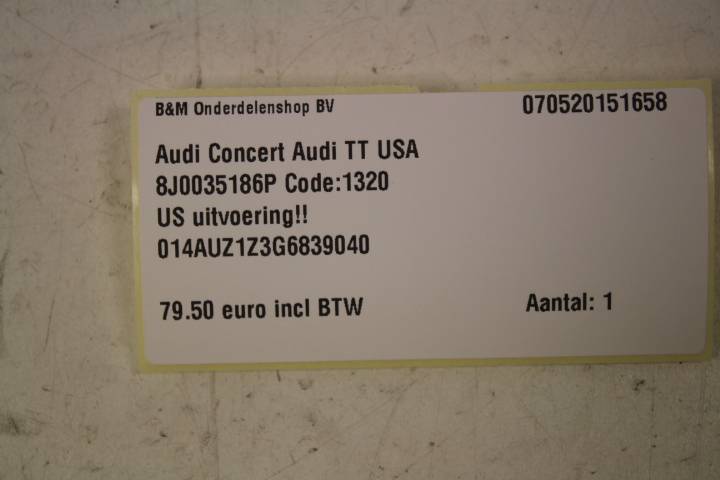 B&M Onderdelenshop BV 070520151658
Audi Concert Audi TT USA
8J0035186P Code:1320
US uitvoering!!
014AUZ1Z3G6839040
79.50 euro incl BTW Aantal: 1